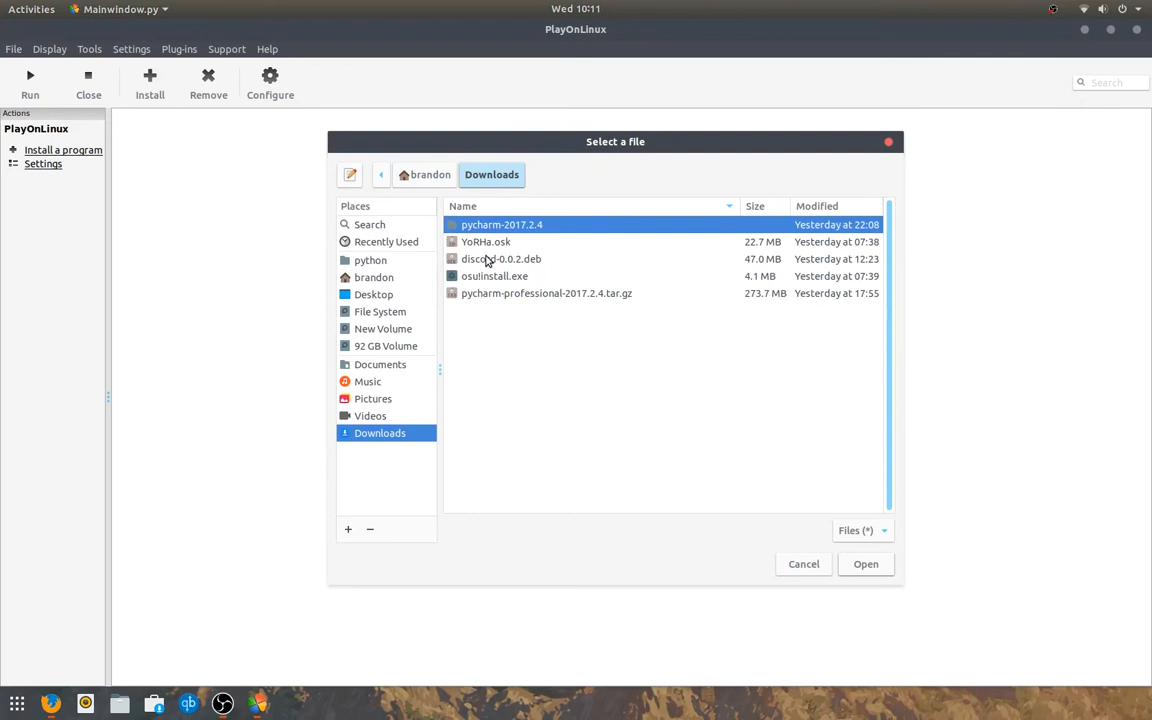 Activities Mainwindow.py Wed 10:11
PlayOnLinux
File Display Tools Settings Plug-ins Support Help
Run Close Install Remove Configure Search
Actions
PlayOnLinux
Install a program
Settings
Select a file
brandon Downloads
Places Name Size Modified
Search pycharm-2017.2.4 Yesterday at 22:08
Recently Used YoRHa.osk 22.7 MB Yesterday at 07:38
python discord-0.0.2.deb 47.0 MB Yesterday at 12:23
brandon osu!install.exe 4.1 MB Yesterday at 07:39
Desktop pycharm-professional-2017.2.4.tar.gz 273.7 MB Yesterday at 17:55
File System
New Volume
92 GB Volume
Documents
Music
Pictures
Videos
Downloads
Files (*)
Cancel Open
qb